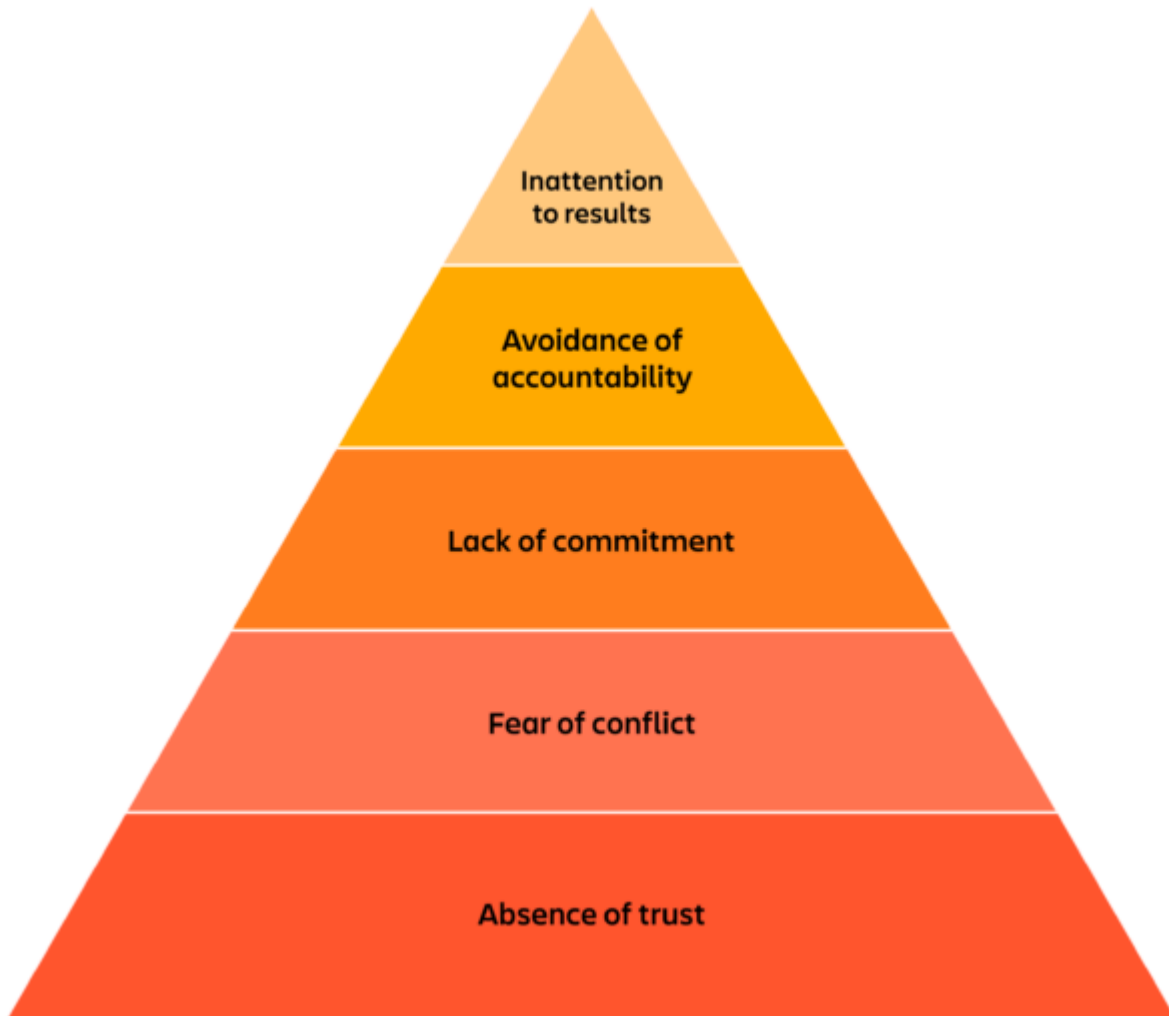 Inattention
to results
Avoidance of
accountability
Lack of commitment
Fear of conflict
Absence of trust